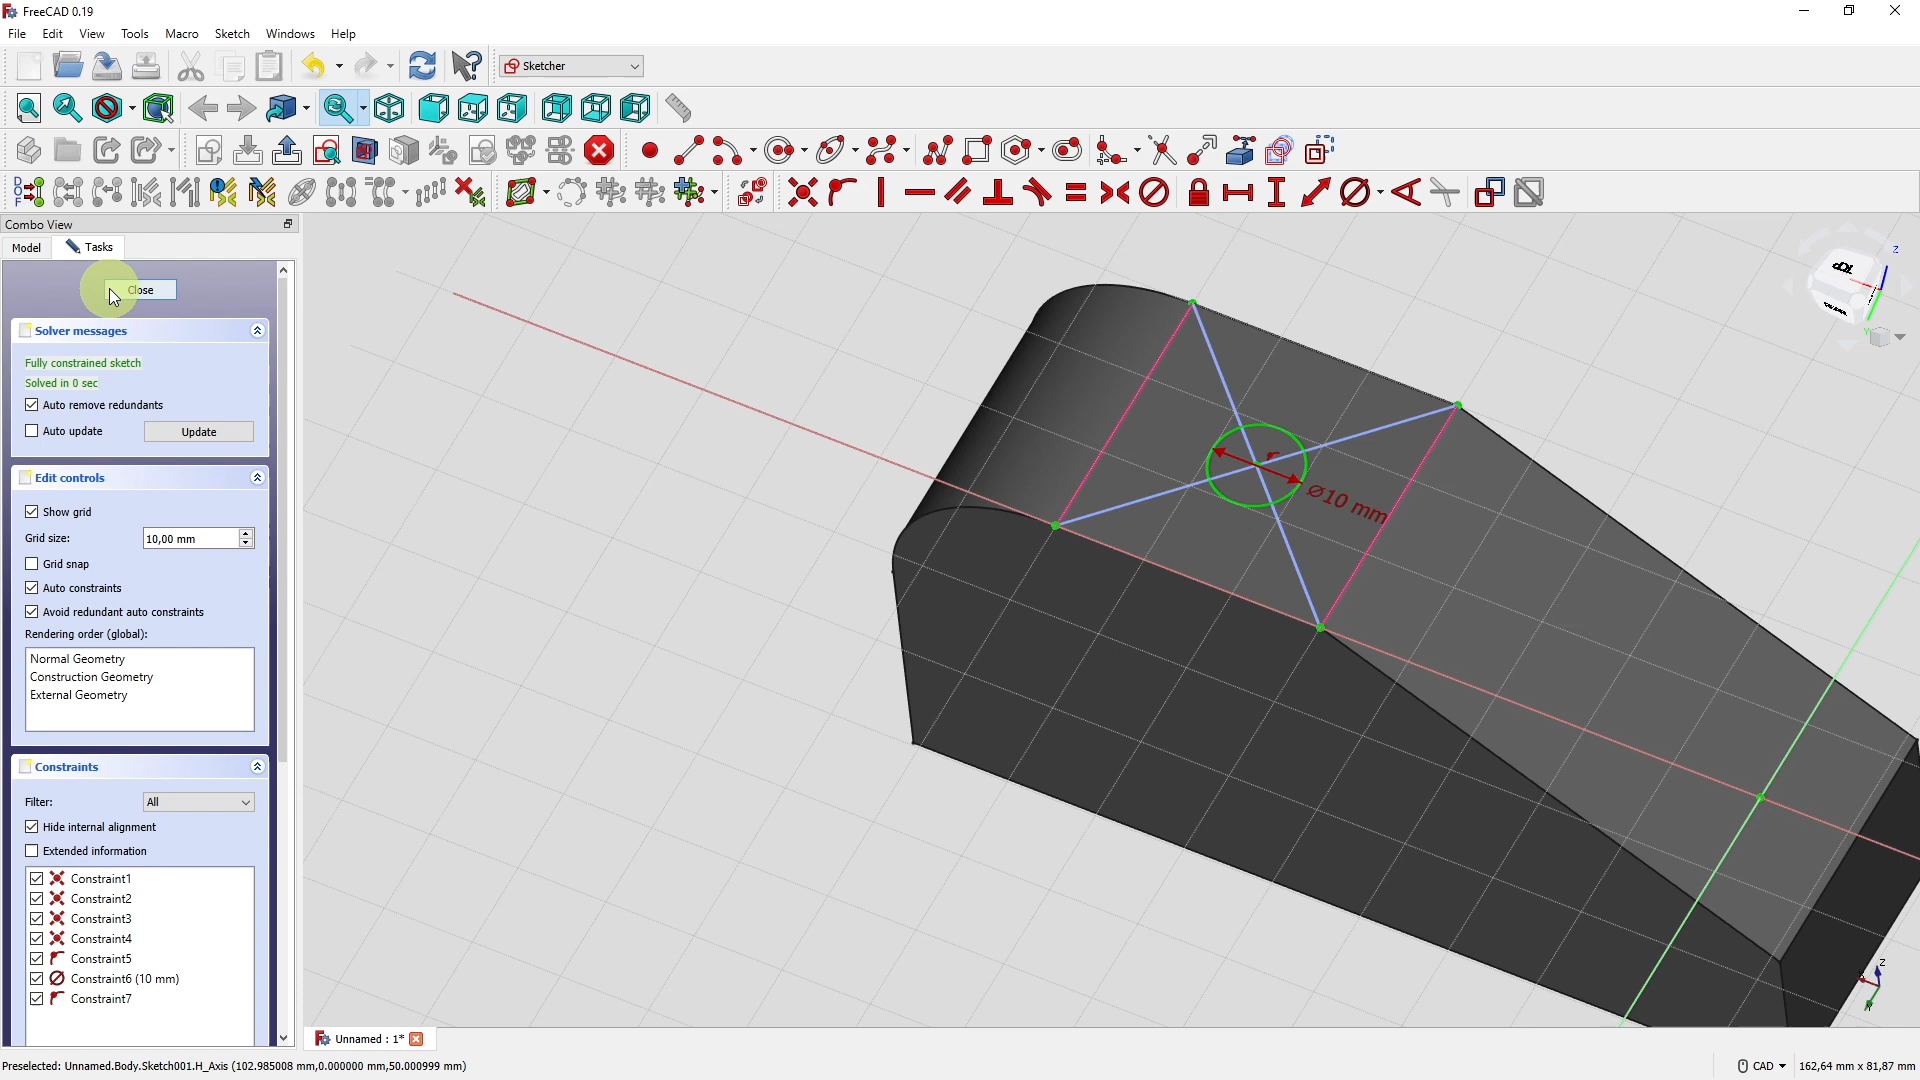 FreeCAD 0.19
File Edit View Tools Macro Sketch Windows Help
Sketcher
Combo View
Model Tasks
Close
Solver messages
Fully constrained sketch
Solved in 0 sec
Auto remove redundants
Auto update Update
Edit controls
Show grid
Grid size: 10,00 mm
Grid snap
Auto constraints
Avoid redundant auto constraints
Rendering order (global):
Normal Geometry
Construction Geometry
External Geometry
Constraints
Filter: All
Hide internal alignment
Extended information
Constraint1
Constraint2
Constraint3
Constraint4
Constraint5
Constraint6 (10 mm)
Constraint7
Ø10 mm
TOP
Z
Y
Z
Unnamed : 1*
Preselected: Unnamed.Body.Sketch001.H_Axis (102.985008 mm,0.000000 mm,50.000999 mm)
CAD 162,64 mm x 81,87 mm